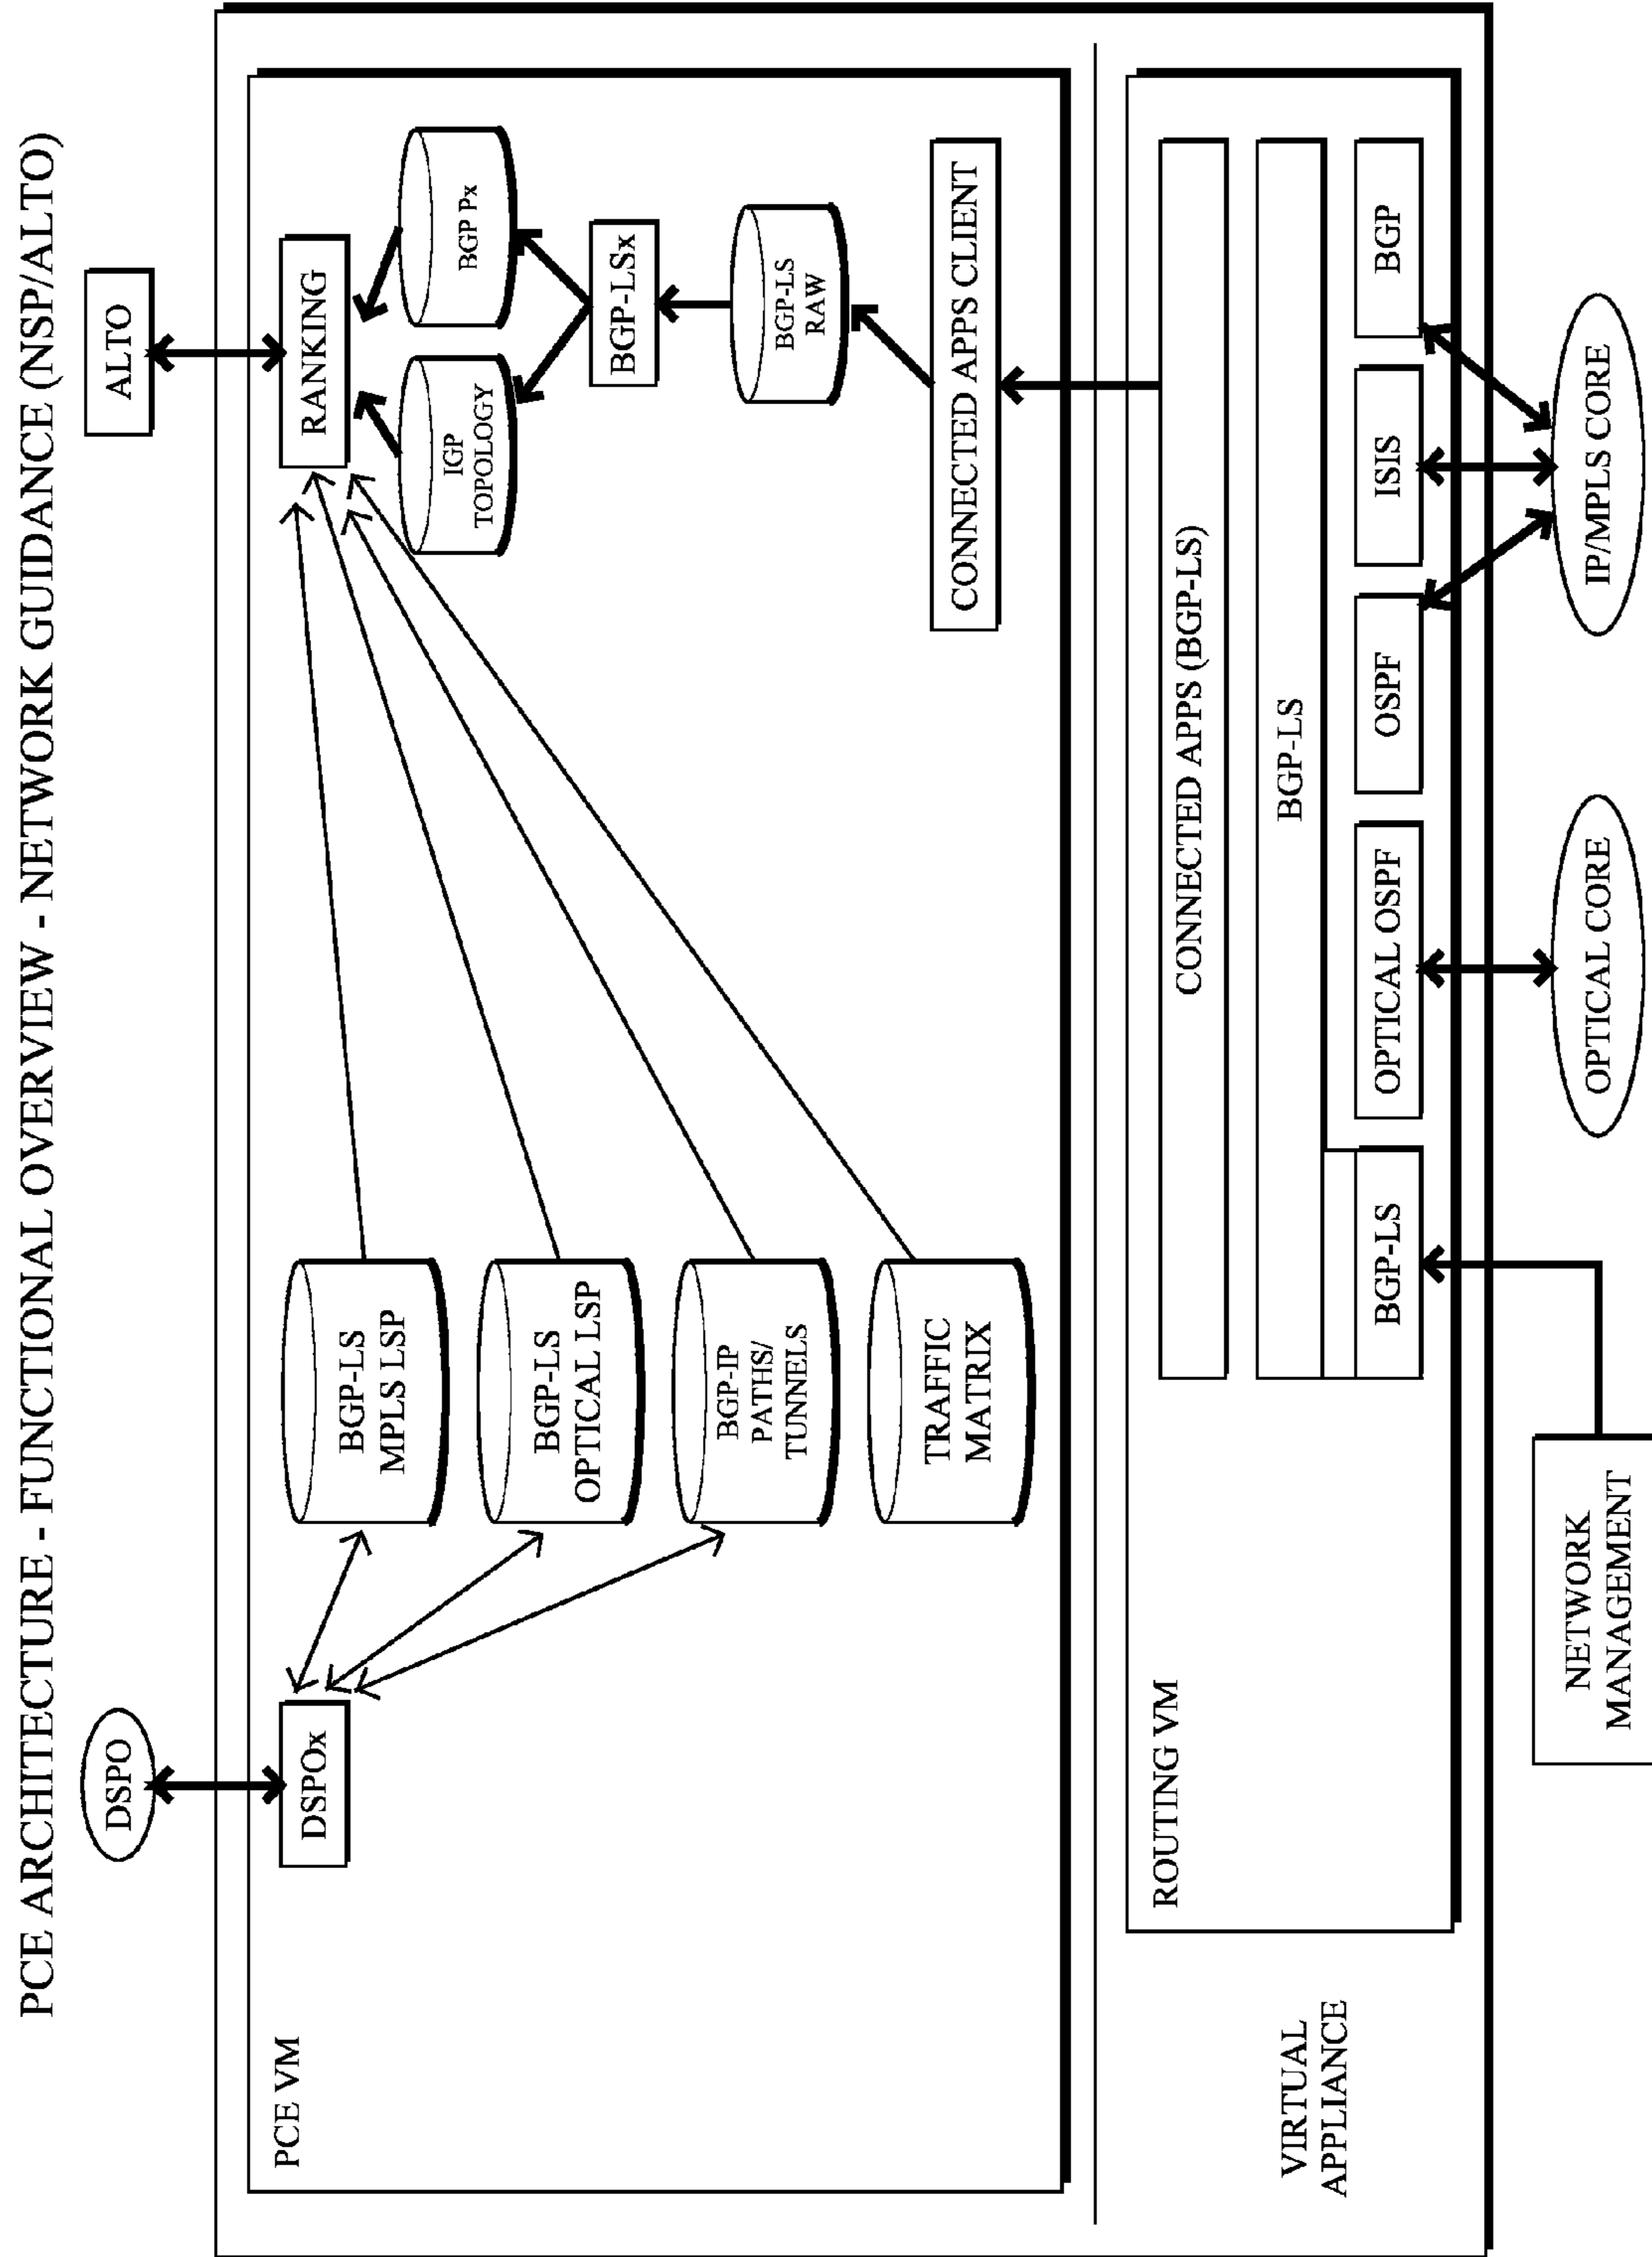 PCE ARCHITECTURE - FUNCTIONAL OVERVIEW - NETWORK GUIDANCE (NSP/ALTO)
DSPO
ALTO
PCE VM
DSPOx
BGP-LS
MPLS LSP
BGP-LS
OPTICAL LSP
BGP-IP
PATHS/
TUNNELS
TRAFFIC
MATRIX
RANKING
IGP
TOPOLOGY
BGP Px
BGP-LSx
BGP-LS
RAW
CONNECTED APPS CLIENT
VIRTUAL
APPLIANCE
ROUTING VM
CONNECTED APPS (BGP-LS)
BGP-LS
BGP-LS
OPTICAL OSPF
OSPF
ISIS
BGP
NETWORK
MANAGEMENT
OPTICAL CORE
IP/MPLS CORE